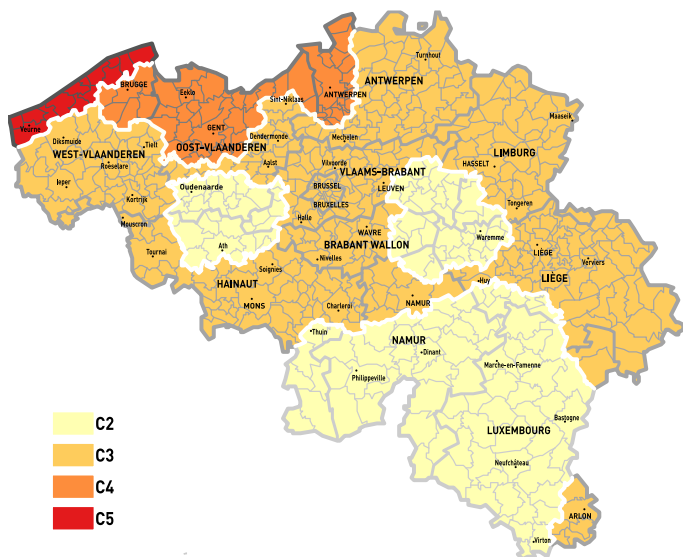 Turnhout
ANTWERPEN
BRUGGE
Eeklo
ANTWERPEN
Sint-Niklaas
Maaseik
Veurne
GENT
Diksmuide
Tielt
OOST-VLAANDEREN
Dendermonde
Mechelen
WEST-VLAANDEREN
LIMBURG
Roeselare
Aalst
Vilvoorde
HASSELT
VLAAMS-BRABANT
Ieper
Oudenaarde
BRUSSEL
LEUVEN
Kortrijk
BRUXELLES
Tongeren
Mouscron
Halle
WAVRE
Waremme
Ath
BRABANT WALLON
LIÈGE
Tournai
Nivelles
Verviers
Soignies
LIÈGE
HAINAUT
Huy
MONS
Charleroi
NAMUR
Thuin
NAMUR
Dinant
Marche-en-Famenne
Philippeville
Bastogne
C2
LUXEMBOURG
C3
Neufchâteau
C4
C5
ARLON
Virton